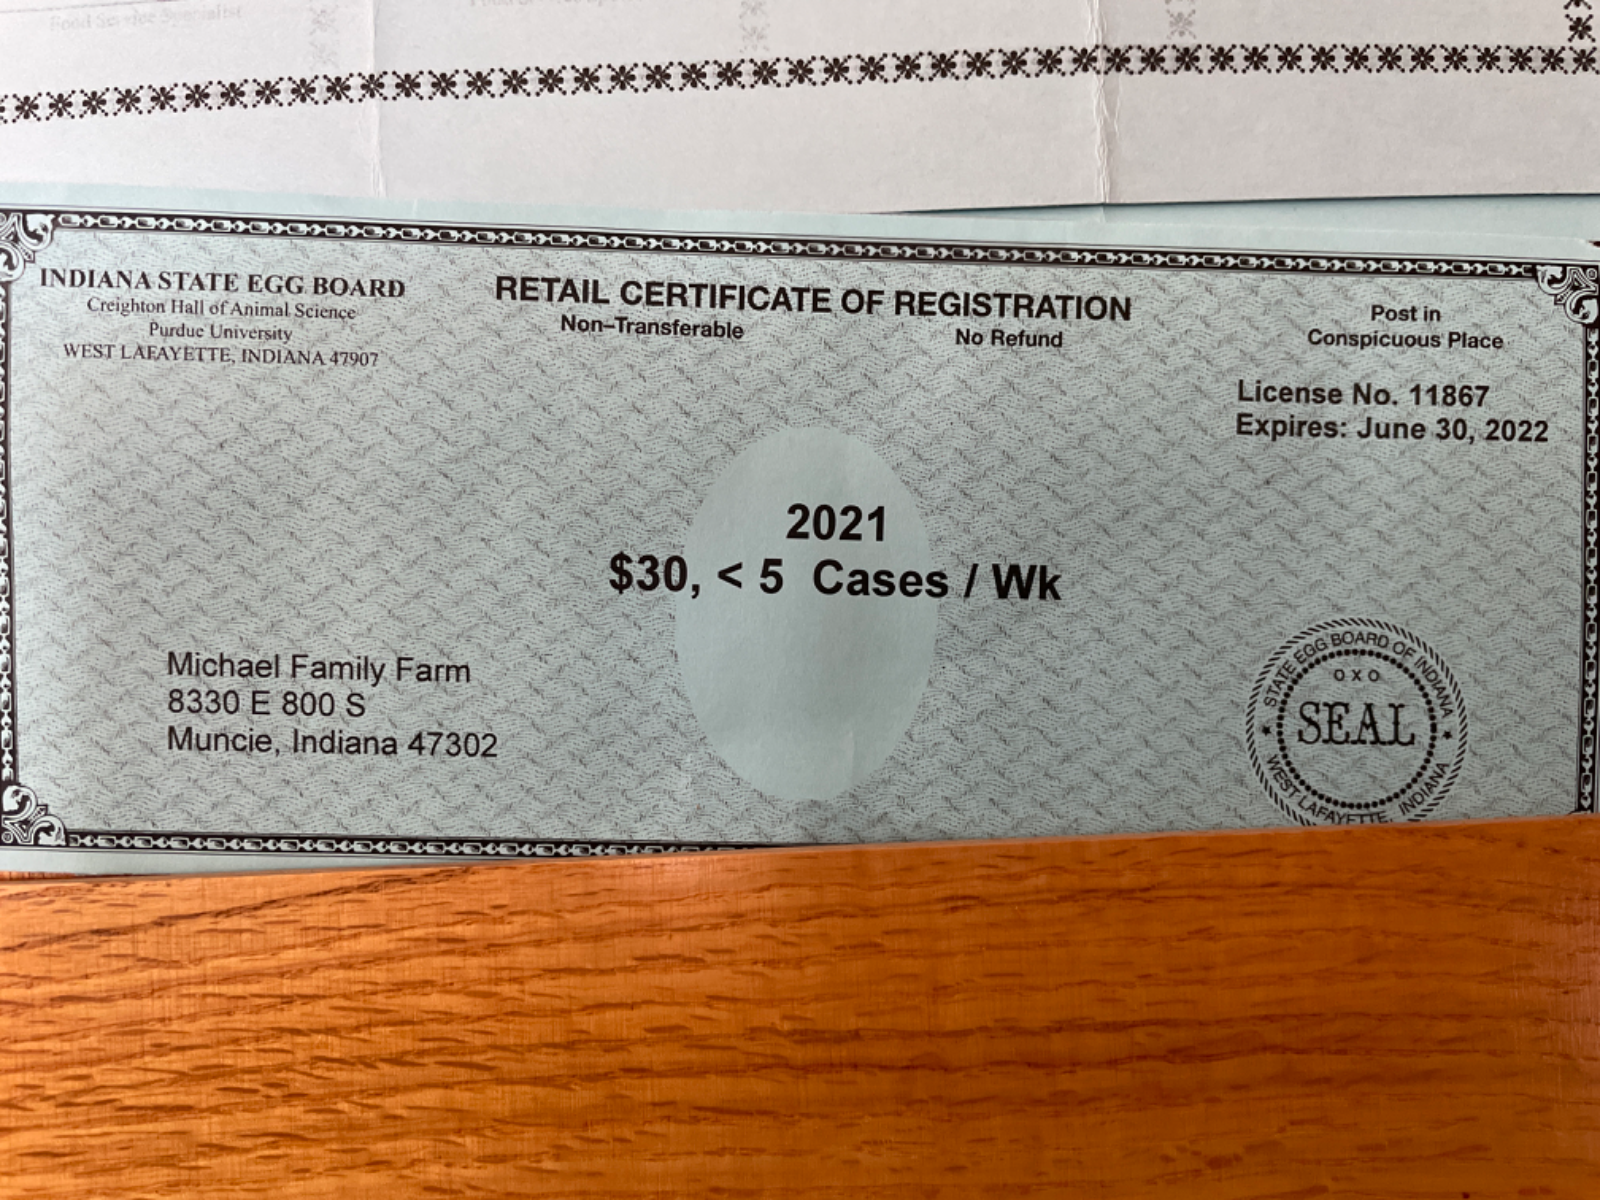 Food Service Specialist
INDIANA STATE EGG BOARD
Creighton Hall of Animal Science
Purdue University
WEST LAFAYETTE, INDIANA 47907
RETAIL CERTIFICATE OF REGISTRATION
Non–Transferable No Refund
Post in
Conspicuous Place
License No. 11867
Expires: June 30, 2022
2021
$30, < 5 Cases / Wk
Michael Family Farm
8330 E 800 S
Muncie, Indiana 47302
STATE EGG BOARD OF INDIANA
OXO
SEAL
WEST LAFAYETTE, INDIANA